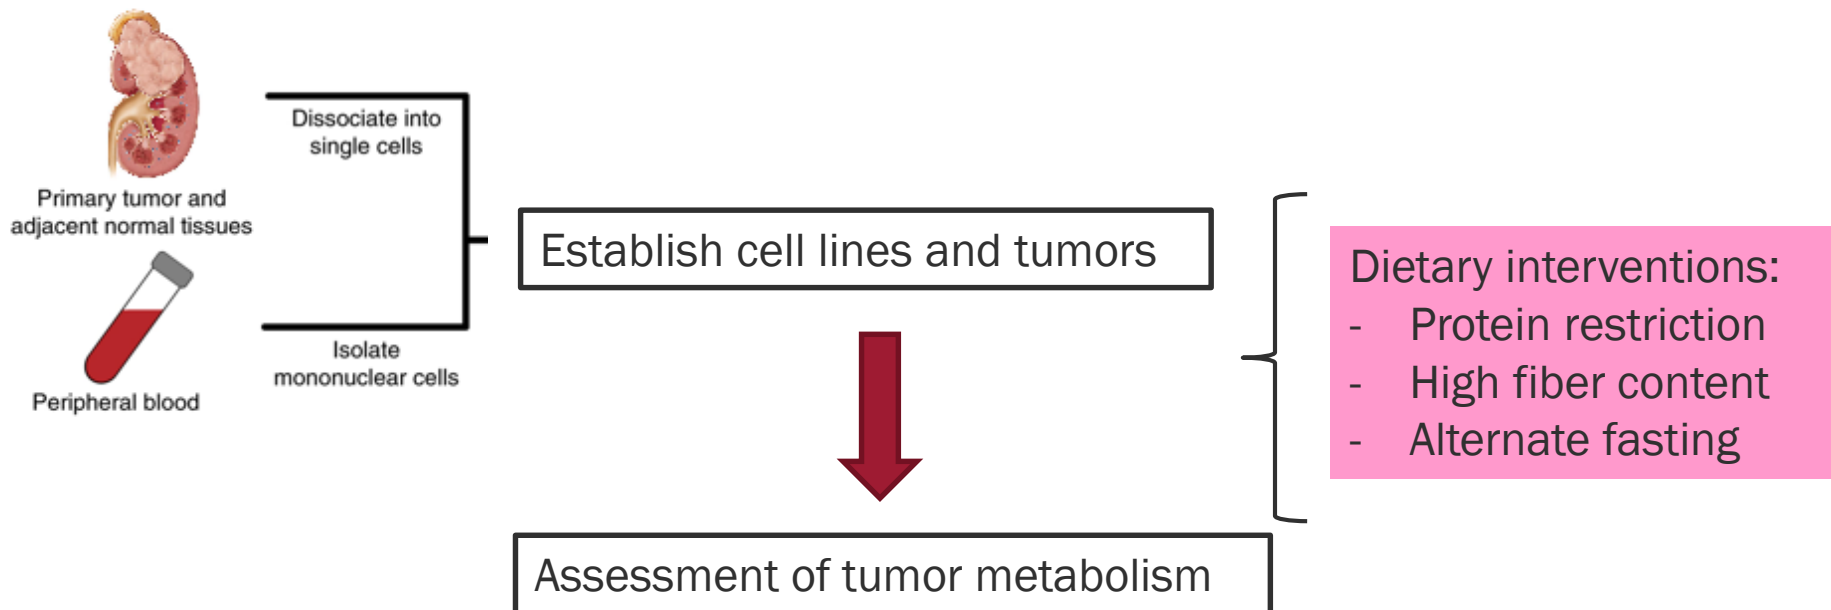 Dissociate into
single cells
Primary tumor and
adjacent normal tissues
Isolate
mononuclear cells
Peripheral blood
Establish cell lines and tumors
Assessment of tumor metabolism
Dietary interventions:
- Protein restriction
- High fiber content
- Alternate fasting